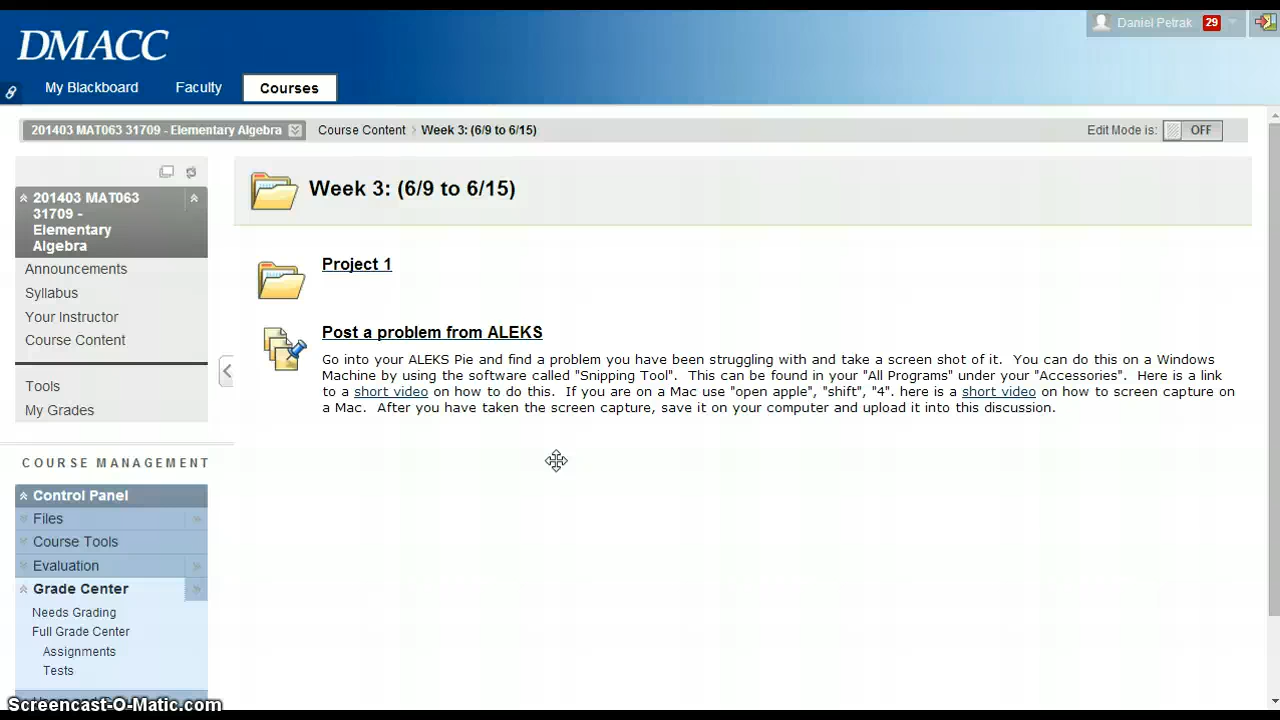 DMACC
Daniel Petrak 29
My Blackboard Faculty Courses
201403 MAT063 31709 - Elementary Algebra Course Content Week 3: (6/9 to 6/15) Edit Mode is: OFF
201403 MAT063
31709 -
Elementary
Algebra
Announcements
Syllabus
Your Instructor
Course Content
Tools
My Grades
COURSE MANAGEMENT
Control Panel
Files
Course Tools
Evaluation
Grade Center
Needs Grading
Full Grade Center
Assignments
Tests
Week 3: (6/9 to 6/15)
Project 1
Post a problem from ALEKS
Go into your ALEKS Pie and find a problem you have been struggling with and take a screen shot of it. You can do this on a Windows
Machine by using the software called "Snipping Tool". This can be found in your "All Programs" under your "Accessories". Here is a link
to a short video on how to do this. If you are on a Mac use "open apple", "shift", "4". here is a short video on how to screen capture on
a Mac. After you have taken the screen capture, save it on your computer and upload it into this discussion.
Screencast-O-Matic.com